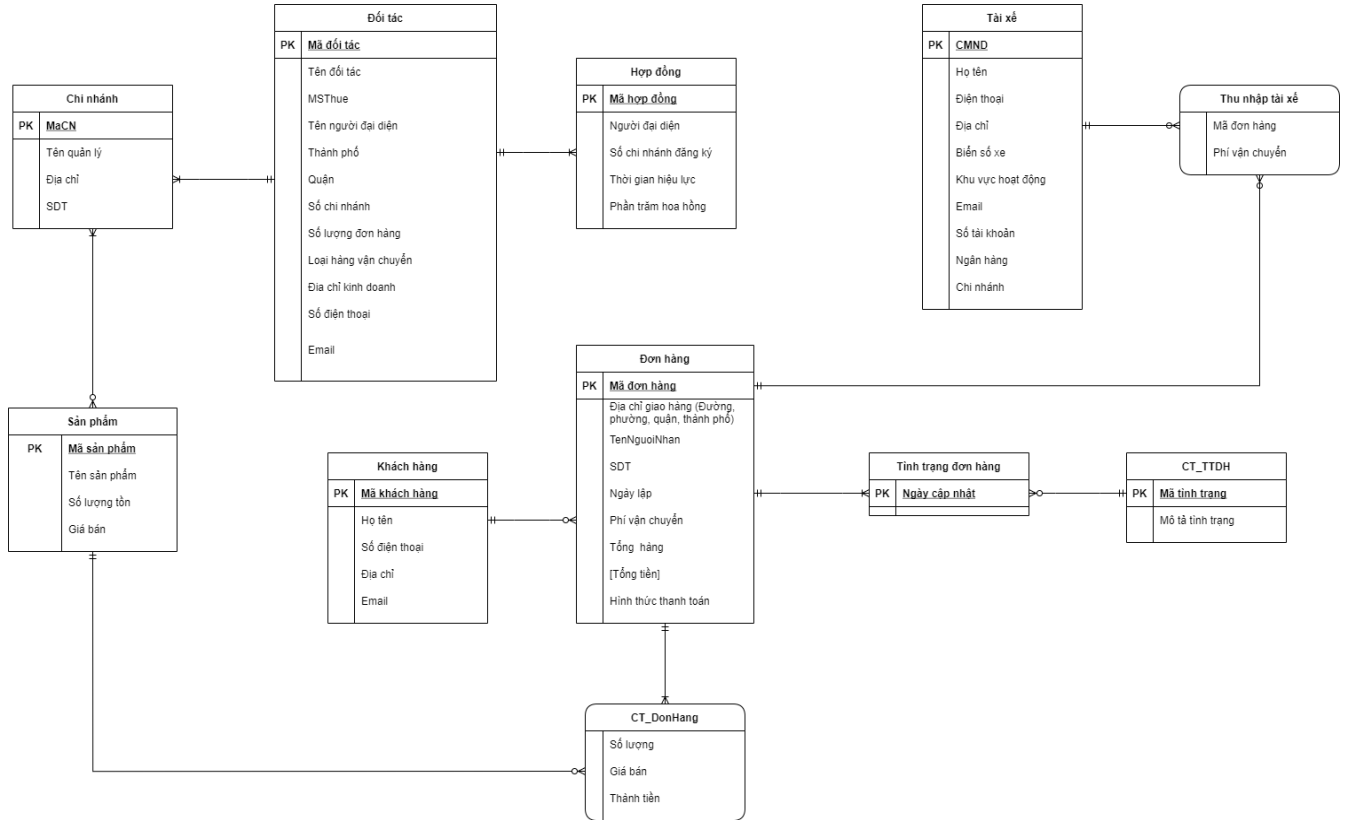 Đối tác
PK Mã đối tác
Tên đối tác
MSThue
Tên người đại diện
Thành phố
Quận
Số chi nhánh
Số lượng đơn hàng
Loại hàng vận chuyển
Đia chỉ kinh doanh
Số điện thoại
Email
Tài xế
PK CMND
Họ tên
Điện thoại
Địa chỉ
Biển số xe
Khu vực hoạt động
Email
Số tài khoản
Ngân hàng
Chi nhánh
Hợp đồng
PK Mã hợp đồng
Người đại diện
Số chi nhánh đăng ký
Thời gian hiệu lực
Phần trăm hoa hồng
Chi nhánh
PK MaCN
Tên quản lý
Địa chỉ
SDT
Thu nhập tài xế
Mã đơn hàng
Phí vận chuyển
Đơn hàng
PK Mã đơn hàng
Địa chỉ giao hàng (Đường,
phường, quận, thành phố)
TenNguoiNhan
SDT
Ngày lập
Phí vận chuyển
Tổng hàng
[Tổng tiền]
Hình thức thanh toán
Sản phẩm
PK Mã sản phẩm
Tên sản phẩm
Số lượng tồn
Giá bán
Khách hàng
PK Mã khách hàng
Họ tên
Số điện thoại
Địa chỉ
Email
Tình trạng đơn hàng
PK Ngày cập nhật
CT_TTDH
PK Mã tình trạng
Mô tả tình trạng
CT_DonHang
Số lượng
Giá bán
Thành tiền